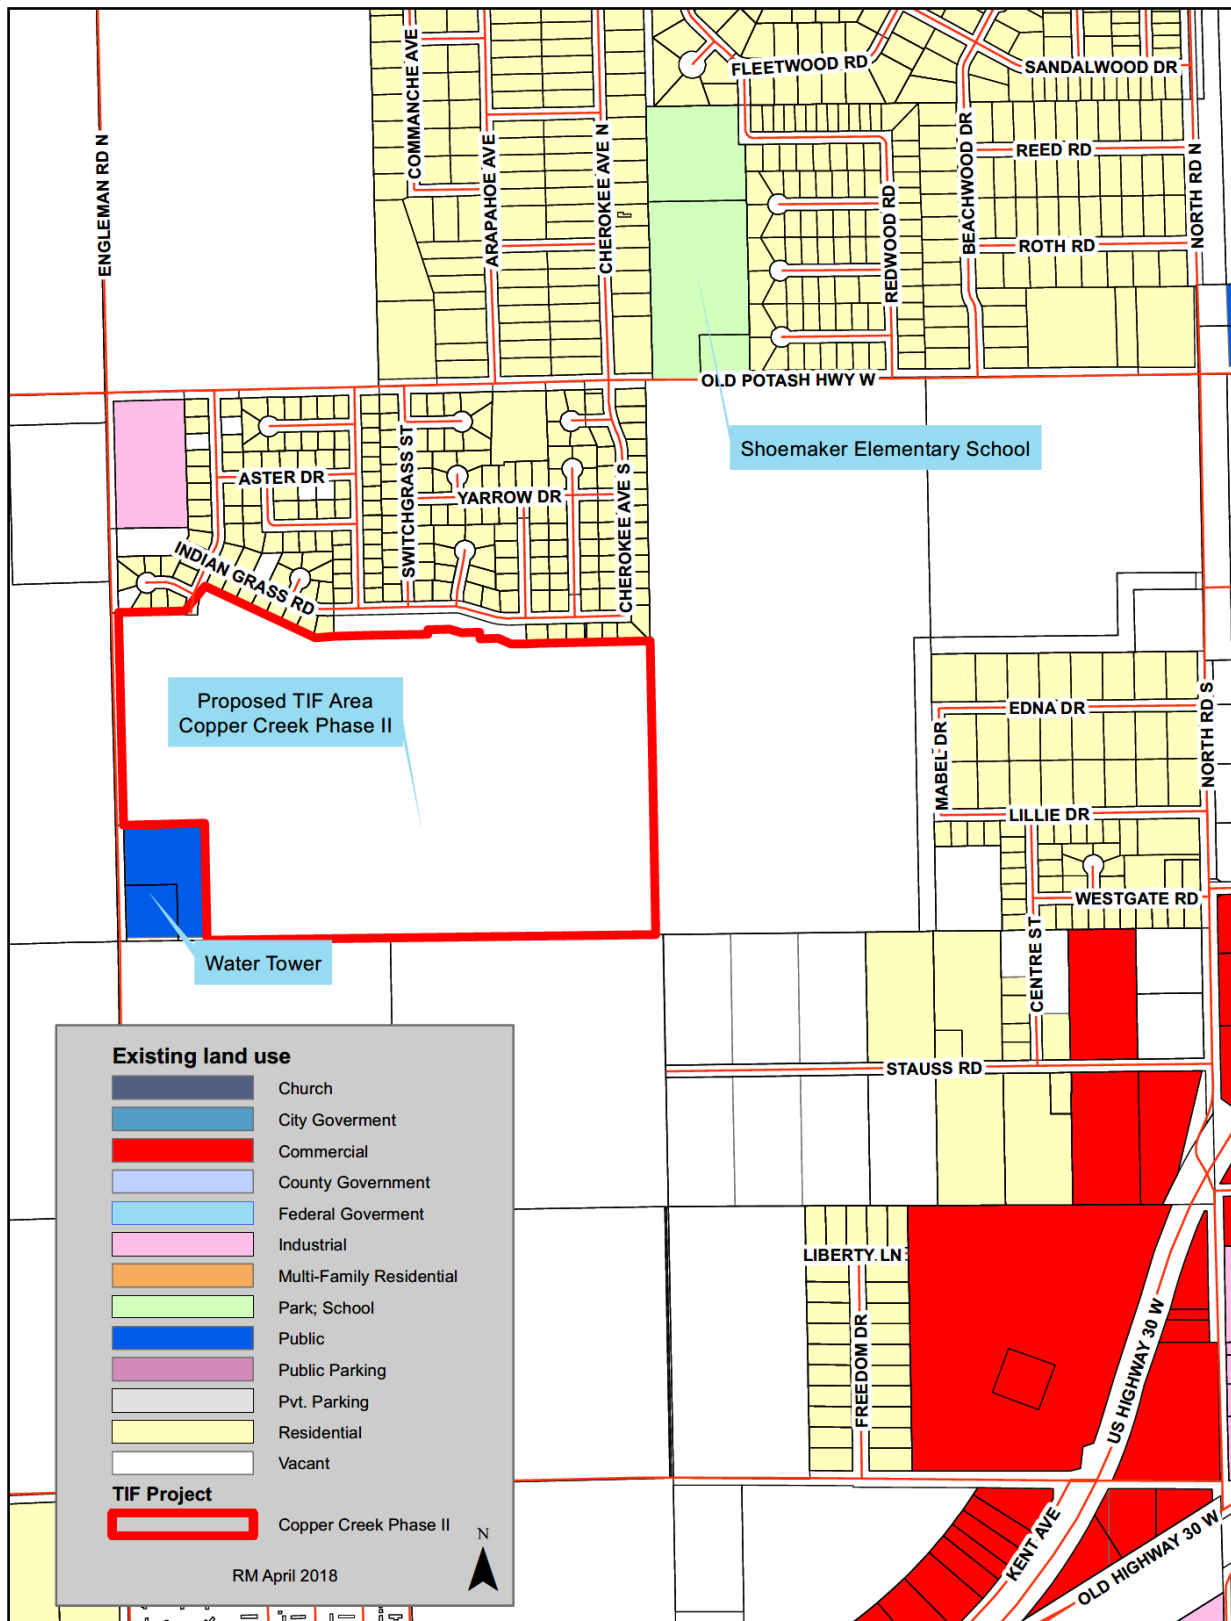 COMMANCHE AVE
ARAPAHOE AVE
CHEROKEE AVE N
FLEETWOOD RD
SANDALWOOD DR
BEACHWOOD DR
REED RD
NORTH RD N
ENGLEMAN RD N
REDWOOD RD
ROTH RD
OLD POTASH HWY W
Shoemaker Elementary School
ASTER DR
SWITCHGRASS ST
YARROW DR
CHEROKEE AVE S
INDIAN GRASS RD
Proposed TIF Area
Copper Creek Phase II
EDNA DR
MABEL DR
NORTH RD S
LILLIE DR
WESTGATE RD
Water Tower
CENTRE ST
STAUSS RD
LIBERTY LN
FREEDOM DR
US HIGHWAY 30 W
KENT AVE
OLD HIGHWAY 30 W
Existing land use
Church
City Goverment
Commercial
County Government
Federal Goverment
Industrial
Multi-Family Residential
Park; School
Public
Public Parking
Pvt. Parking
Residential
Vacant
TIF Project
Copper Creek Phase II
N
RM April 2018